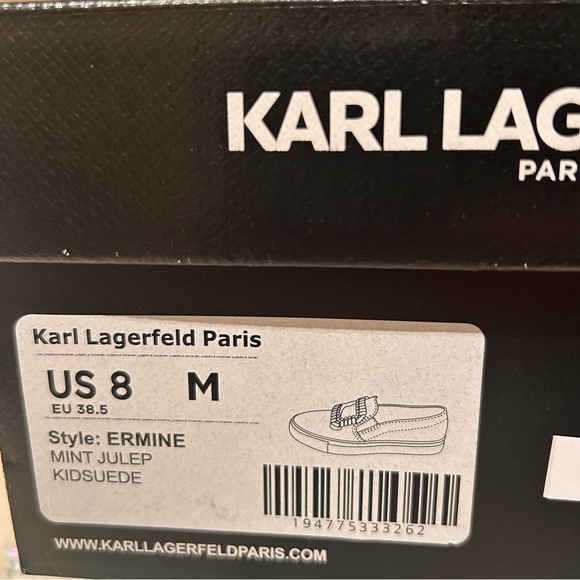 KARL LAG
PAR
Karl Lagerfeld Paris
US 8 M
EU 38.5
Style: ERMINE
MINT JULEP
KIDSUEDE
194775333262
WWW.KARLLAGERFELDPARIS.COM